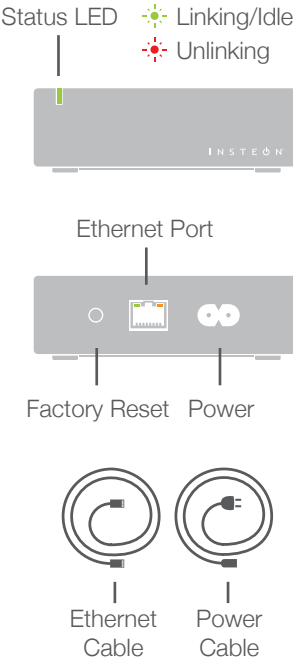 Status LED
Linking/Idle
Unlinking
INSTEON
Ethernet Port
Factory Reset
Power
Ethernet
Cable
Power
Cable